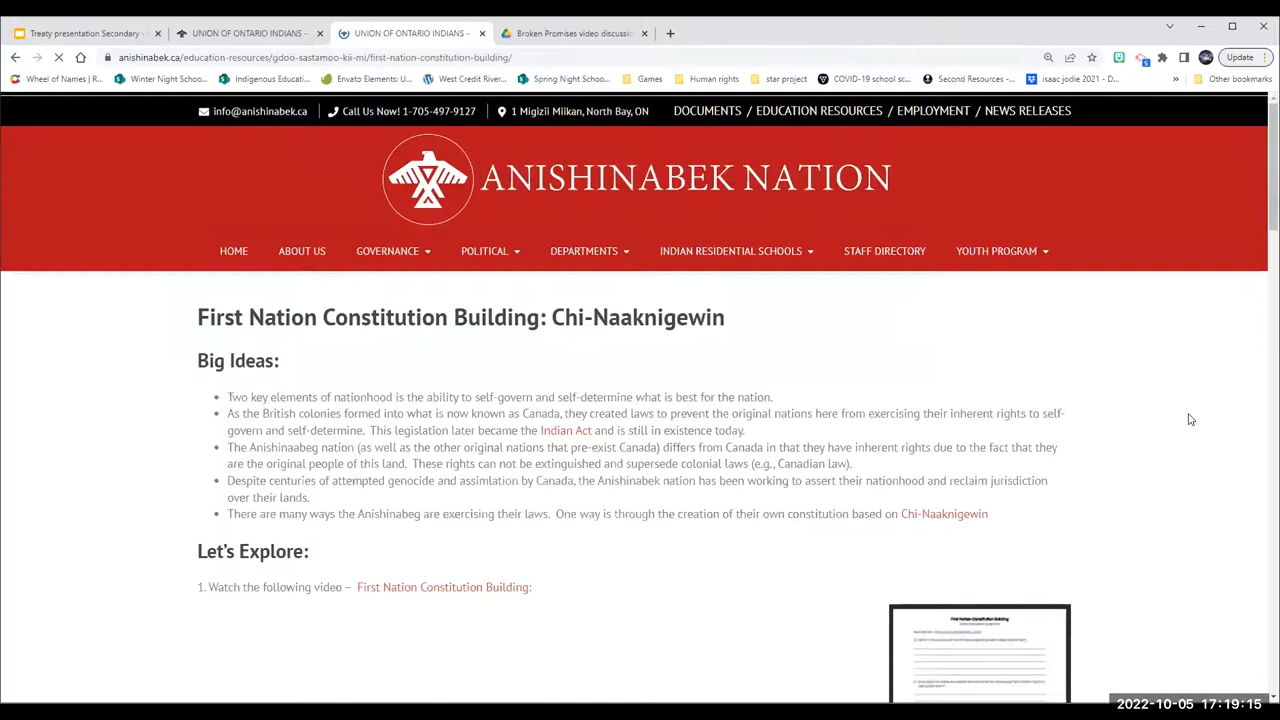 Treaty presentation Secondary -
UNION OF ONTARIO INDIANS –
UNION OF ONTARIO INDIANS –
Broken Promises video discussi
anishinabek.ca/education-resources/gdoo-sastamoo-kii-mi/first-nation-constitution-building/
Update
Wheel of Names | R...
Winter Night Schoo...
Indigenous Educati...
Envato Elements: U...
West Credit River...
Spring Night Schoo...
Games
Human rights
star project
COVID-19 school sc...
Second Resources -...
isaac jodie 2021 - D...
»
Other bookmarks
info@anishinabek.ca
Call Us Now! 1-705-497-9127
1 Migizii Miikan, North Bay, ON
DOCUMENTS / EDUCATION RESOURCES / EMPLOYMENT / NEWS RELEASES
ANISHINABEK NATION
HOME
ABOUT US
GOVERNANCE
POLITICAL
DEPARTMENTS
INDIAN RESIDENTIAL SCHOOLS
STAFF DIRECTORY
YOUTH PROGRAM
First Nation Constitution Building: Chi-Naaknigewin
Big Ideas:
Two key elements of nationhood is the ability to self-govern and self-determine what is best for the nation.
As the British colonies formed into what is now known as Canada, they created laws to prevent the original nations here from exercising their inherent rights to self-
govern and self-determine. This legislation later became the Indian Act and is still in existence today.
The Anishinaabeg nation (as well as the other original nations that pre-exist Canada) differs from Canada in that they have inherent rights due to the fact that they
are the original people of this land. These rights can not be extinguished and supersede colonial laws (e.g., Canadian law).
Despite centuries of attempted genocide and assimlation by Canada, the Anishinabek nation has been working to assert their nationhood and reclaim jurisdiction
over their lands.
There are many ways the Anishinabeg are exercising their laws. One way is through the creation of their own constitution based on Chi-Naaknigewin
Let's Explore:
1. Watch the following video – First Nation Constitution Building:
First Nation Constitution Building
2022-10-05 17:19:15